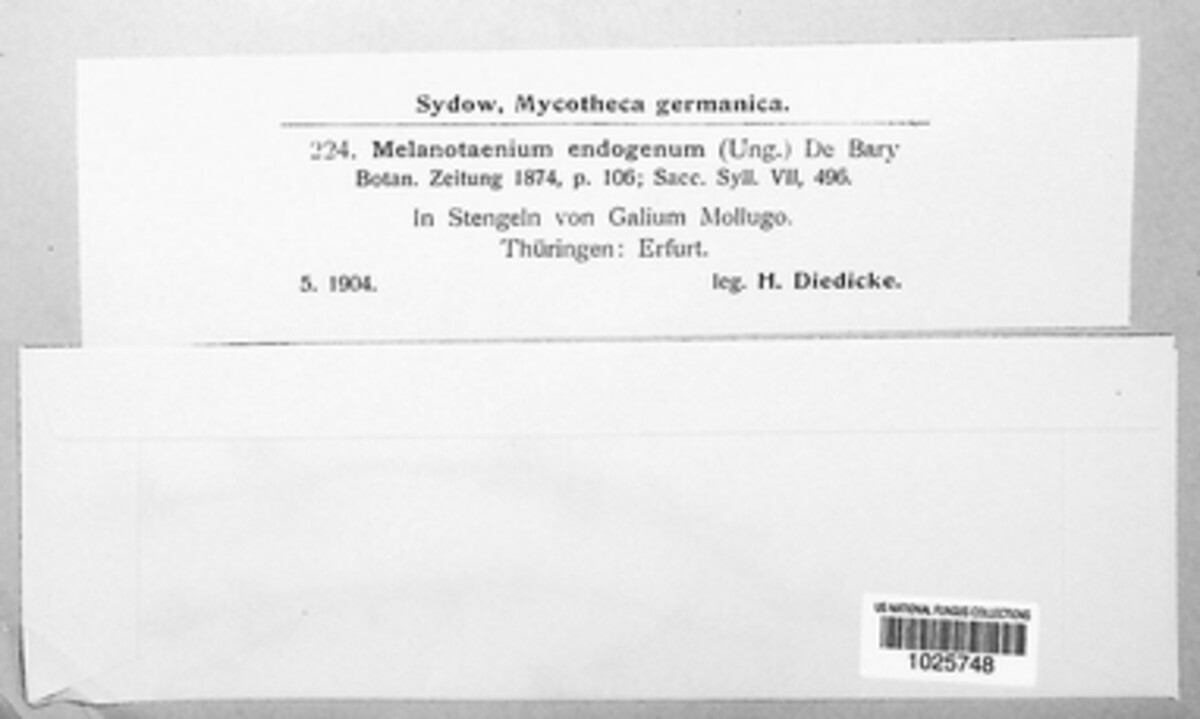 Sydow, Mycotheca germanica.
224. Melanotaenium endogenum (Ung.) De Bary
Botan. Zeitung 1874, p. 106; Sacc. Syll. VII, 496.
In Stengeln von Galium Mollugo.
Thüringen: Erfurt.
5. 1904. leg. H. Diedicke.
US NATIONAL FUNGUS COLLECTIONS
1025748